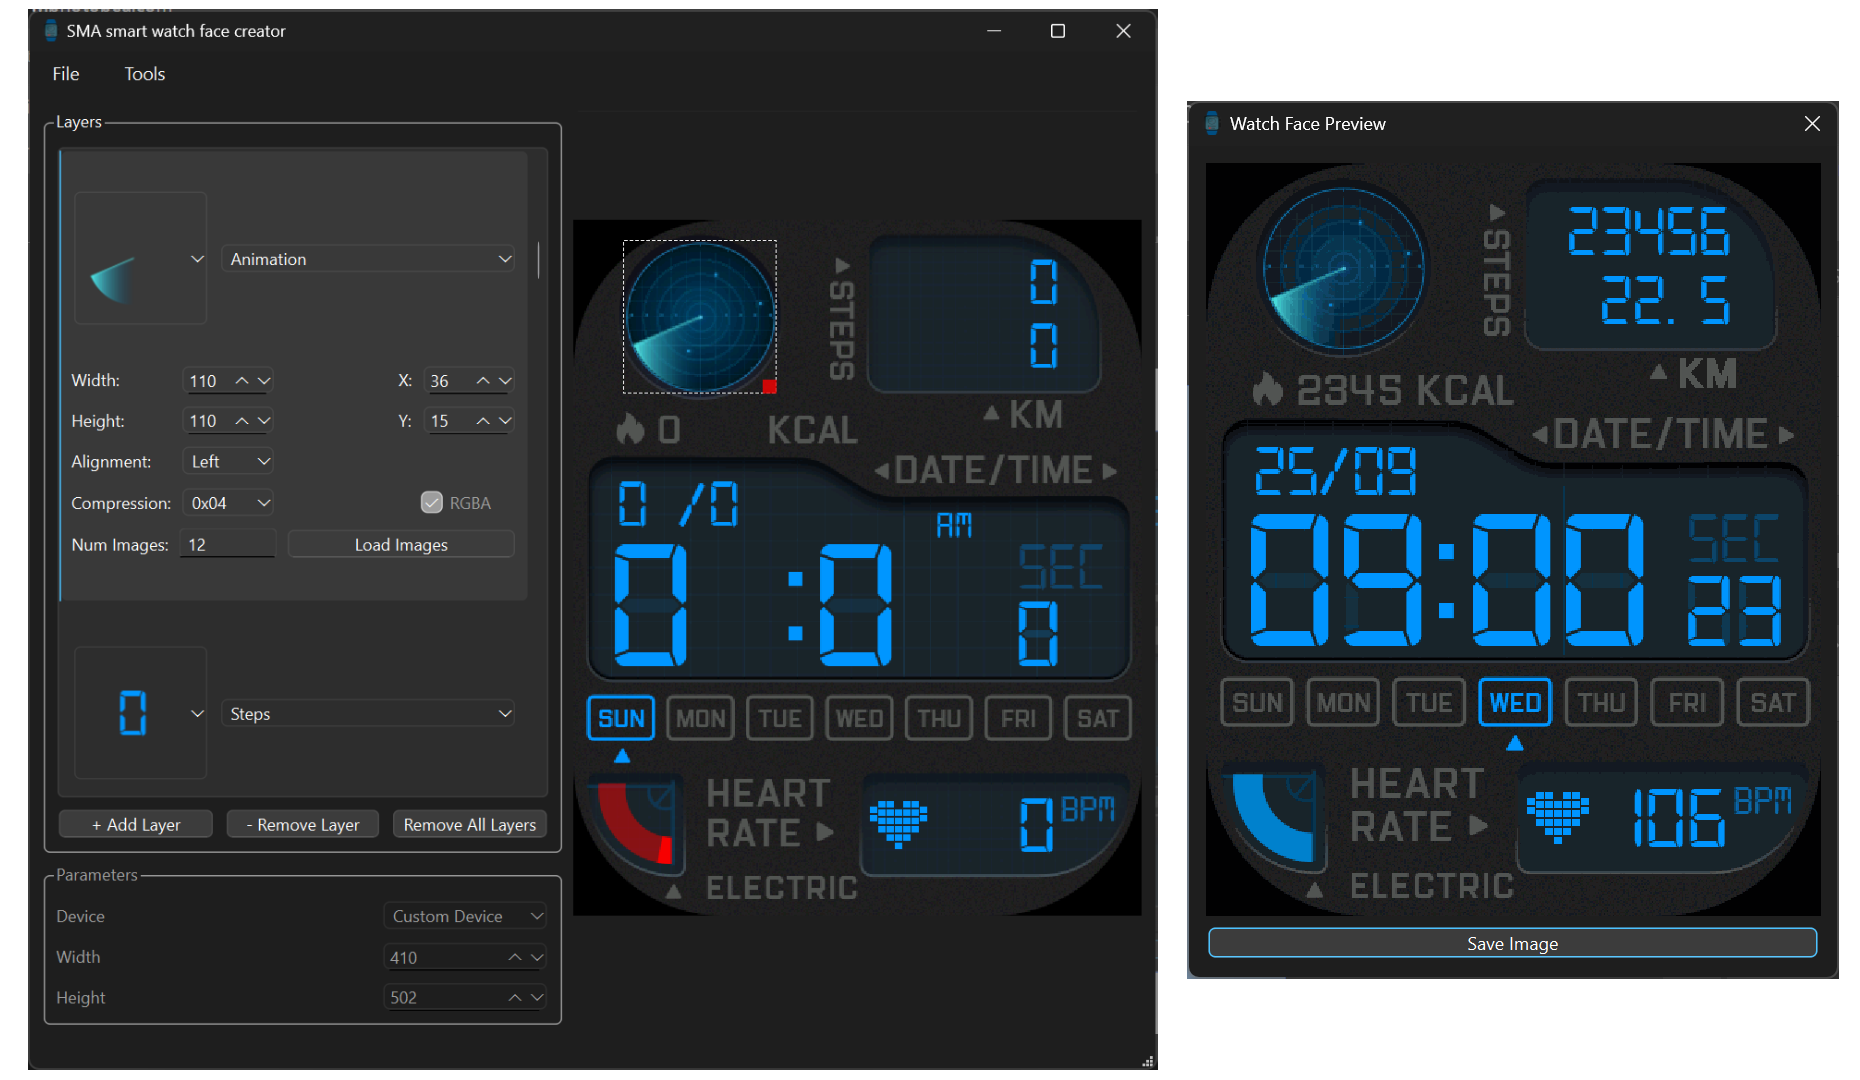 SMA smart watch face creator
File Tools
Layers
Animation
Width: 110 X: 36
Height: 110 Y: 15
Alignment: Left
Compression: 0x04 RGBA
Num Images: 12 Load Images
0 Steps
+ Add Layer - Remove Layer Remove All Layers
Parameters
Device Custom Device
Width 410
Height 502
STEPS
0
0
0 KCAL
KM
DATE/TIME
0 /0
AM
0 :0
SEC
0
SUN MON TUE WED THU FRI SAT
HEART
RATE
0 BPM
ELECTRIC
Watch Face Preview
STEPS
23456
22. 5
2345 KCAL
KM
DATE/TIME
25/09
09:00
SEC
23
SUN MON TUE WED THU FRI SAT
HEART
RATE
106 BPM
ELECTRIC
Save Image